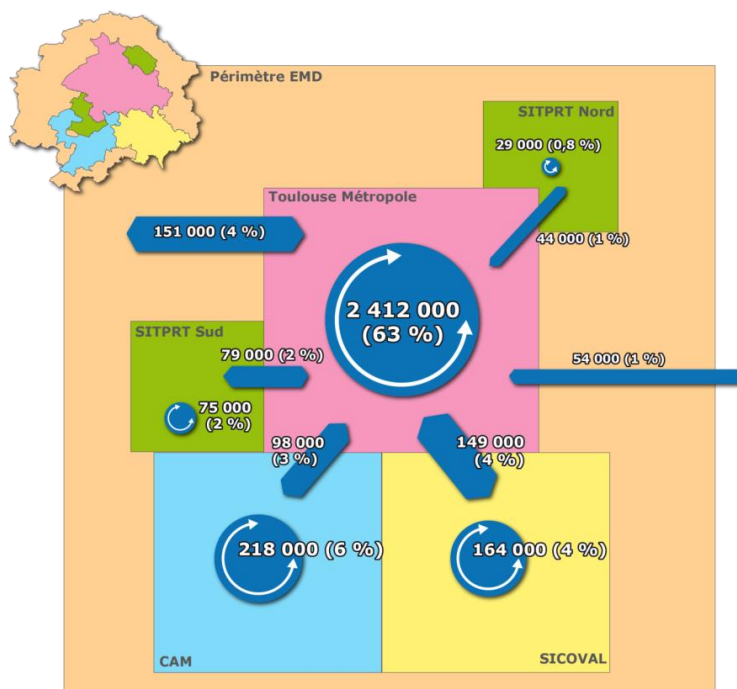 Périmètre EMD
SITPRT Nord
29 000 (0,8 %)
Toulouse Métropole
151 000 (4 %)
44 000 (1 %)
2 412 000
(63 %)
SITPRT Sud
79 000 (2 %)
54 000 (1 %)
75 000
(2 %)
98 000
(3 %)
149 000
(4 %)
218 000 (6 %)
164 000 (4 %)
CAM
SICOVAL